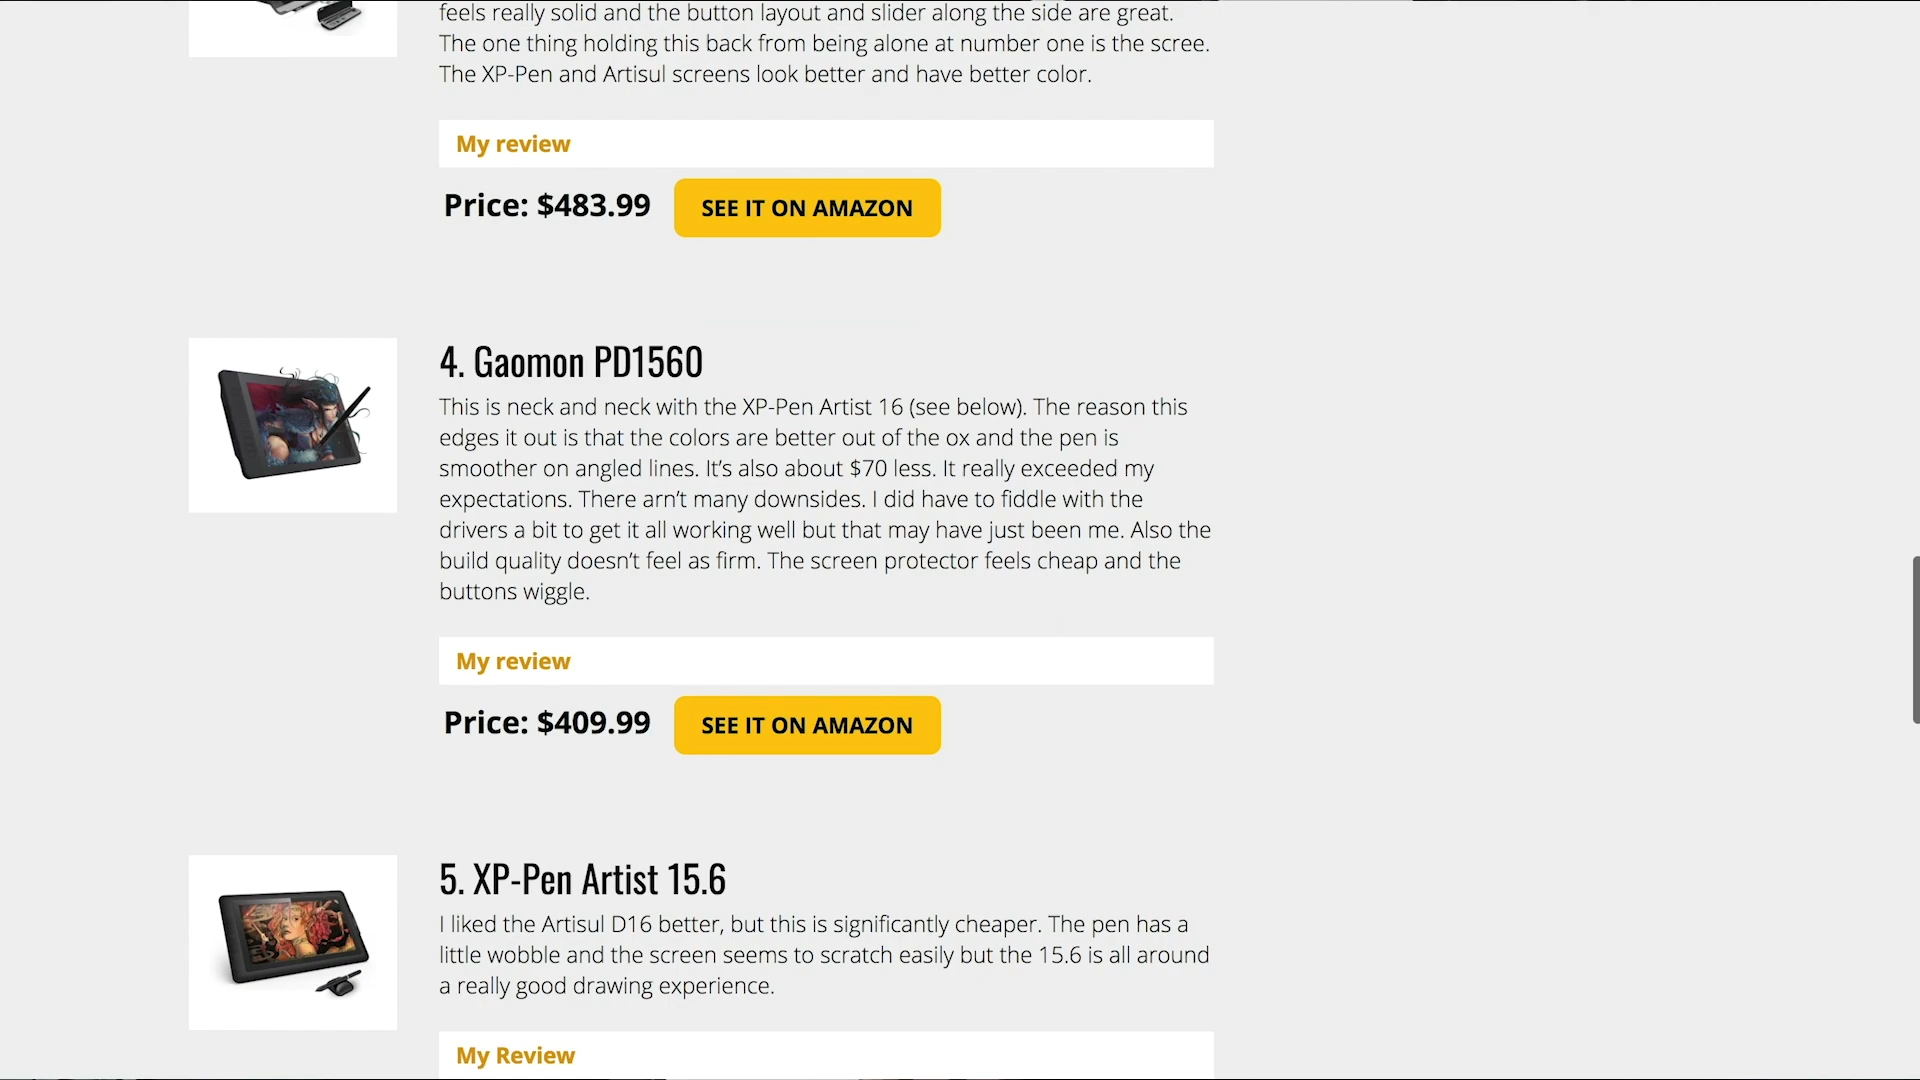 feels really solid and the button layout and slider along the side are great.
The one thing holding this back from being alone at number one is the scree.
The XP-Pen and Artisul screens look better and have better color.
My review
Price: $483.99
SEE IT ON AMAZON
4. Gaomon PD1560
This is neck and neck with the XP-Pen Artist 16 (see below). The reason this
edges it out is that the colors are better out of the ox and the pen is
smoother on angled lines. It’s also about $70 less. It really exceeded my
expectations. There arn’t many downsides. I did have to fiddle with the
drivers a bit to get it all working well but that may have just been me. Also the
build quality doesn’t feel as firm. The screen protector feels cheap and the
buttons wiggle.
My review
Price: $409.99
SEE IT ON AMAZON
5. XP-Pen Artist 15.6
I liked the Artisul D16 better, but this is significantly cheaper. The pen has a
little wobble and the screen seems to scratch easily but the 15.6 is all around
a really good drawing experience.
My Review